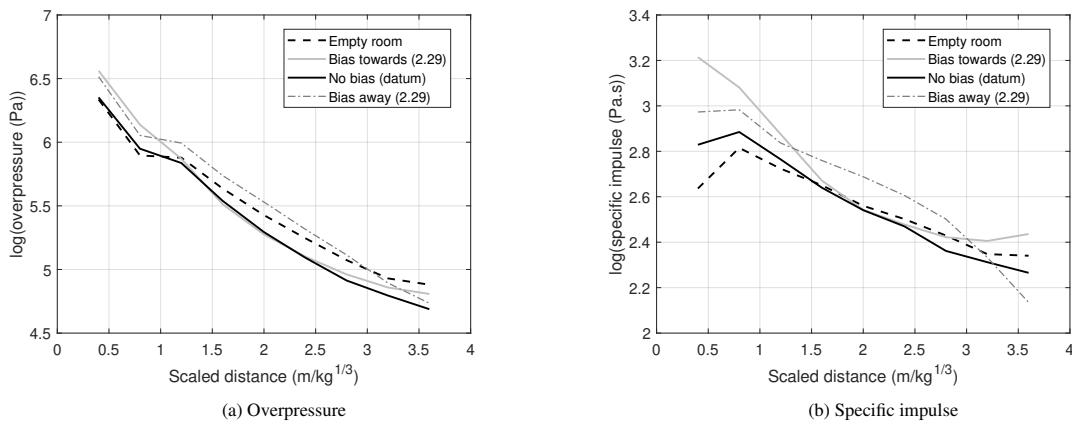 7
6.5
6
5.5
5
4.5
log(overpressure (Pa))
0 0.5 1 1.5 2 2.5 3 3.5 4
Scaled distance (m/kg^1/3)
Empty room
Bias towards (2.29)
No bias (datum)
Bias away (2.29)
(a) Overpressure
3.4
3.2
3
2.8
2.6
2.4
2.2
2
log(specific impulse (Pa.s))
0 0.5 1 1.5 2 2.5 3 3.5 4
Scaled distance (m/kg^1/3)
Empty room
Bias towards (2.29)
No bias (datum)
Bias away (2.29)
(b) Specific impulse